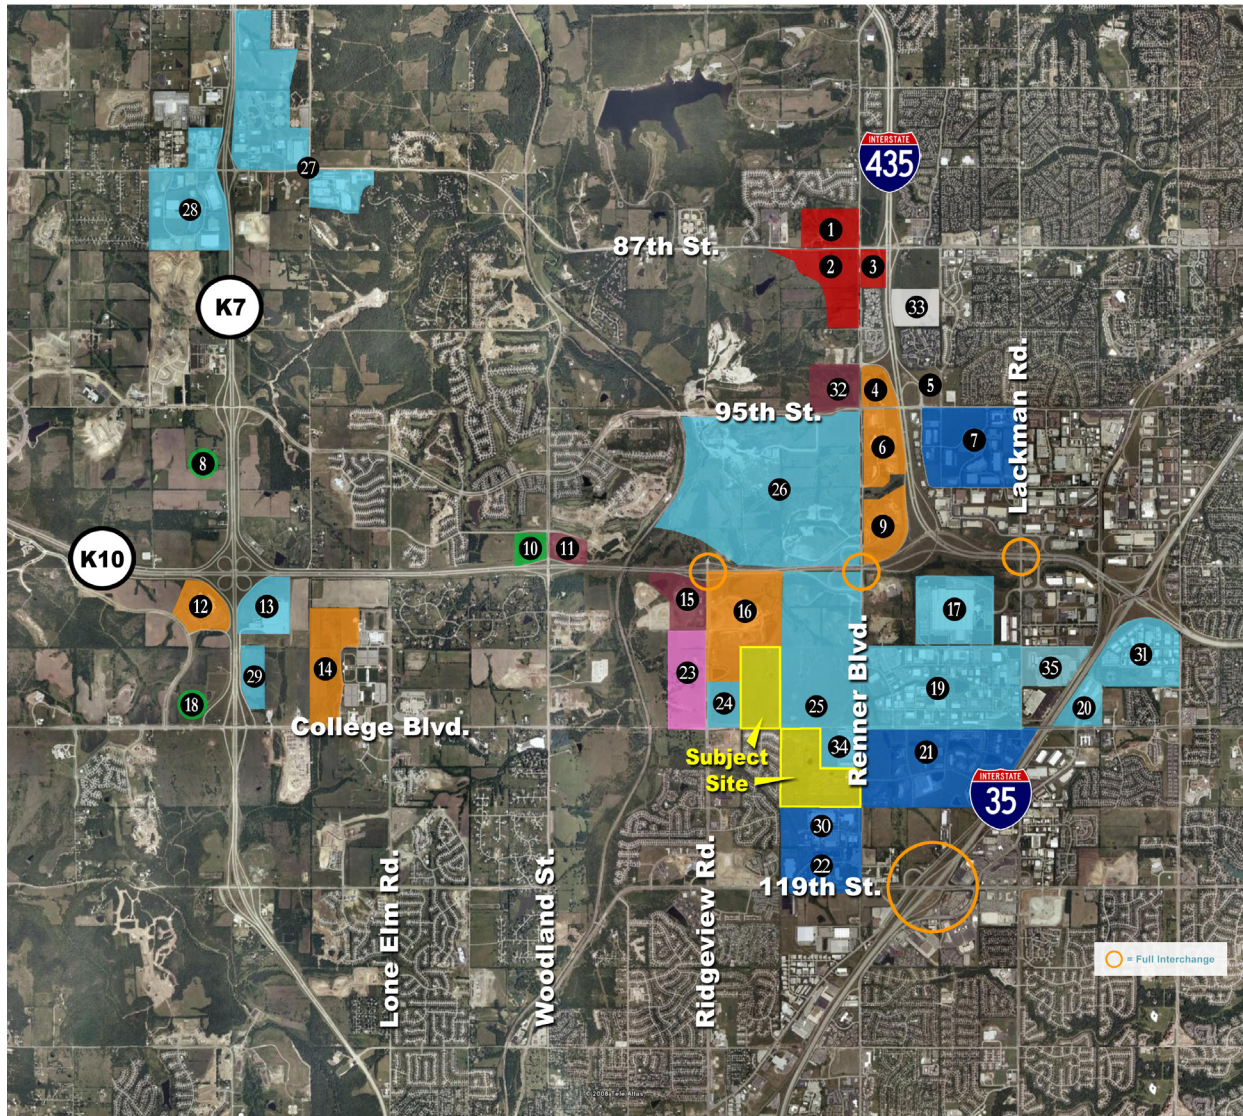 INTERSTATE
435
27
28
1
87th St.
2
3
K7
33
Lackman Rd.
32
4
5
95th St.
6
7
8
26
9
K10
10
11
12
13
15
16
17
14
29
23
19
35
31
18
24
25
20
College Blvd.
Renner Blvd.
34
21
Subject
Site
INTERSTATE
35
30
22
119th St.
Lone Elm Rd.
Woodland St.
Ridgeview Rd.
= Full Interchange
© 2008 Tele Atlas